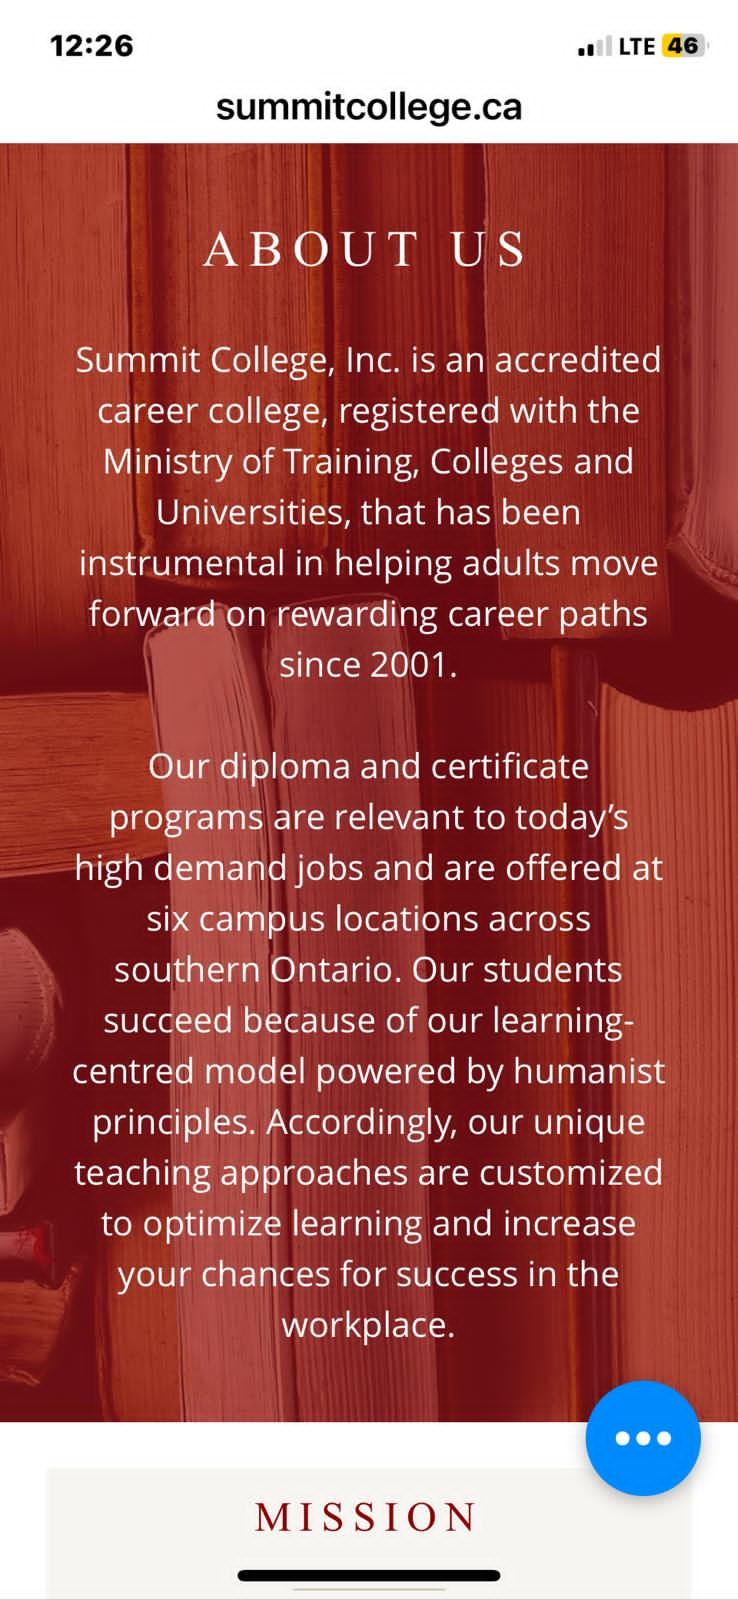 12:26
LTE 46
summitcollege.ca
ABOUT US
Summit College, Inc. is an accredited
career college, registered with the
Ministry of Training, Colleges and
Universities, that has been
instrumental in helping adults move
forward on rewarding career paths
since 2001.
Our diploma and certificate
programs are relevant to today’s
high demand jobs and are offered at
six campus locations across
southern Ontario. Our students
succeed because of our learning-
centred model powered by humanist
principles. Accordingly, our unique
teaching approaches are customized
to optimize learning and increase
your chances for success in the
workplace.
MISSION